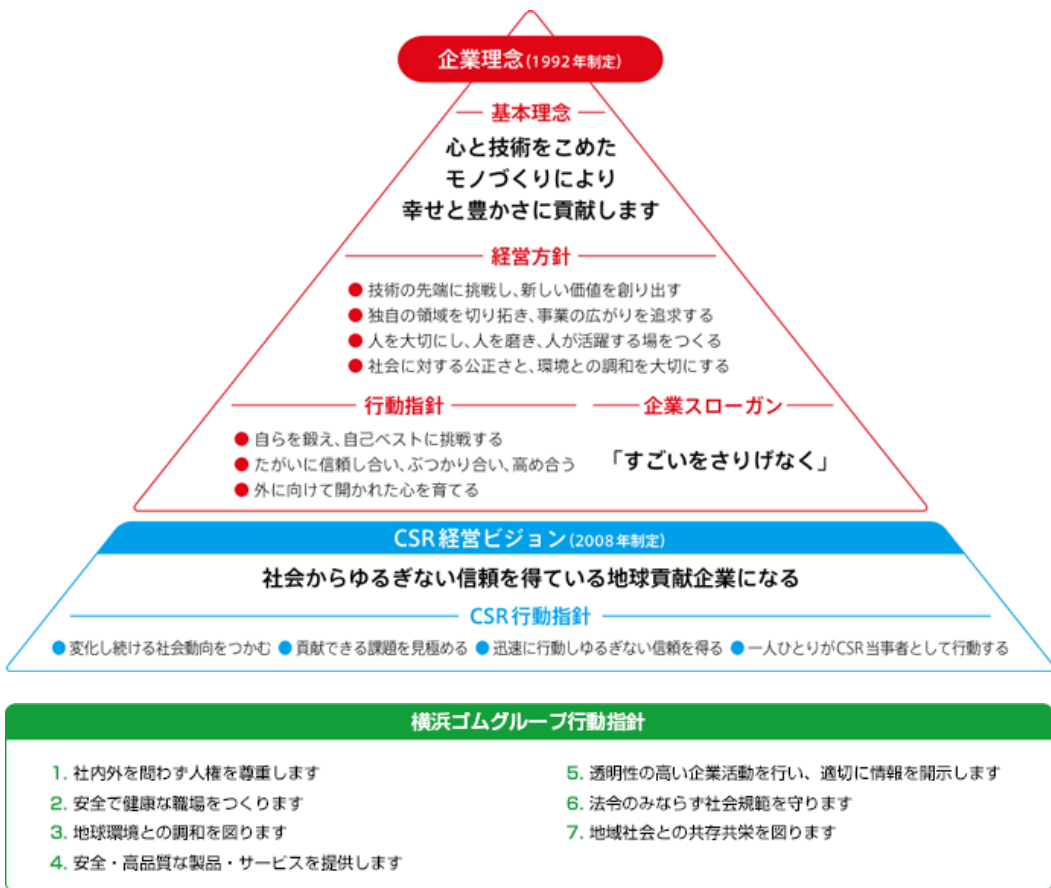 企業理念(1992年制定)
基本理念
心と技術をこめた
モノづくりにより
幸せと豊かさに貢献します
経営方針
● 技術の先端に挑戦し、新しい価値を創り出す
● 独自の領域を切り拓き、事業の広がりを追求する
● 人を大切にし、人を磨き、人が活躍する場をつくる
● 社会に対する公正さと、環境との調和を大切にする
行動指針
● 自らを鍛え、自己ベストに挑戦する
● たがいに信頼し合い、ぶつかり合い、高め合う
● 外に向けて開かれた心を育てる
企業スローガン
「すごいをさりげなく」
CSR経営ビジョン(2008年制定)
社会からゆるぎない信頼を得ている地球貢献企業になる
CSR行動指針
● 変化し続ける社会動向をつかむ ● 貢献できる課題を見極める ● 迅速に行動しゆるぎない信頼を得る ● 一人ひとりがCSR当事者として行動する
横浜ゴムグループ行動指針
1. 社内外を問わず人権を尊重します
2. 安全で健康な職場をつくります
3. 地球環境との調和を図ります
4. 安全・高品質な製品・サービスを提供します
5. 透明性の高い企業活動を行い、適切に情報を開示します
6. 法令のみならず社会規範を守ります
7. 地域社会との共存共栄を図ります